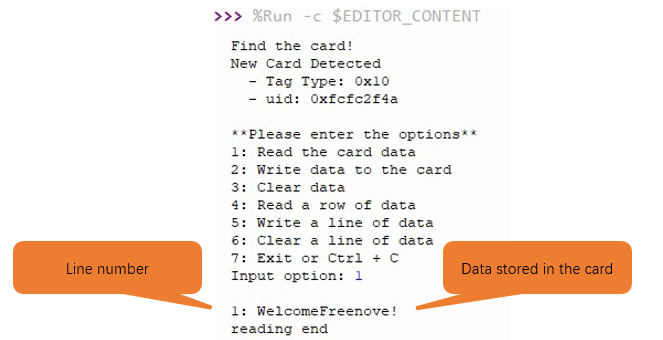 >>> %Run -c $EDITOR_CONTENT
Find the card!
New Card Detected
- Tag Type: 0x10
- uid: 0xfcfc2f4a
**Please enter the options**
1: Read the card data
2: Write data to the card
3: Clear data
4: Read a row of data
5: Write a line of data
6: Clear a line of data
7: Exit or Ctrl + C
Input option: 1
Line number
Data stored in the card
1: WelcomeFreenove!
reading end